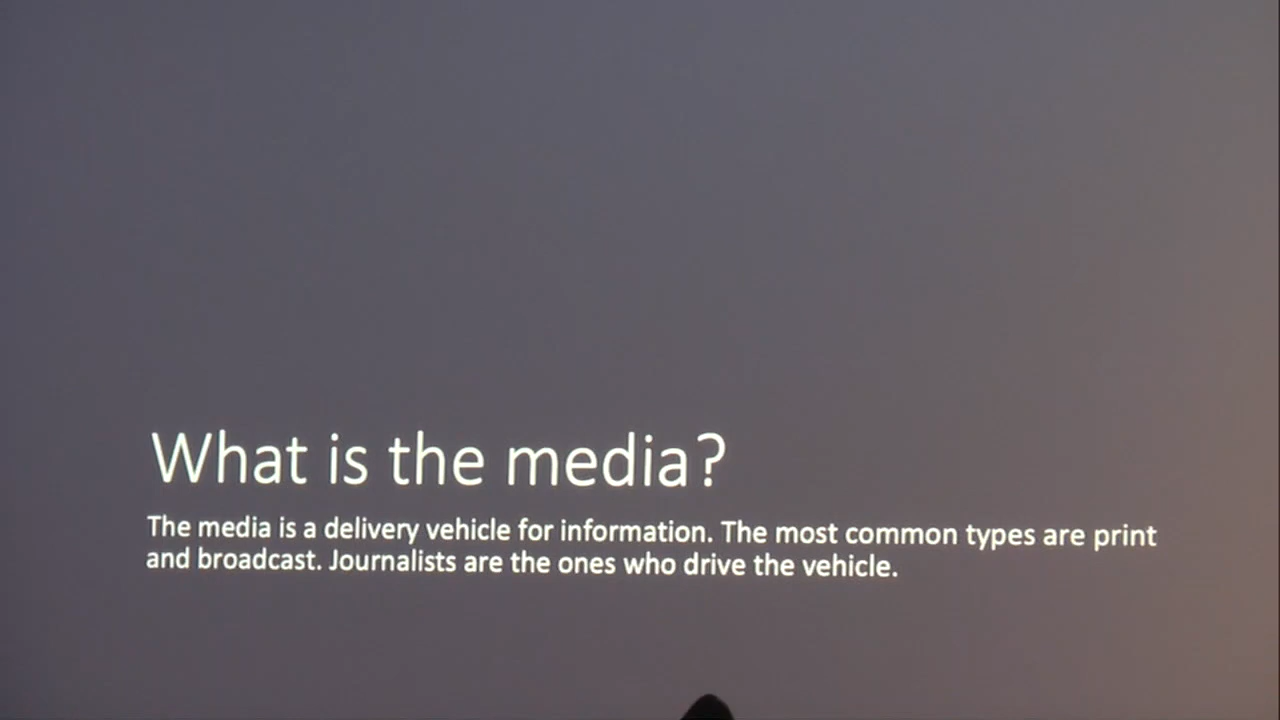 What is the media?
The media is a delivery vehicle for information. The most common types are print
and broadcast. Journalists are the ones who drive the vehicle.